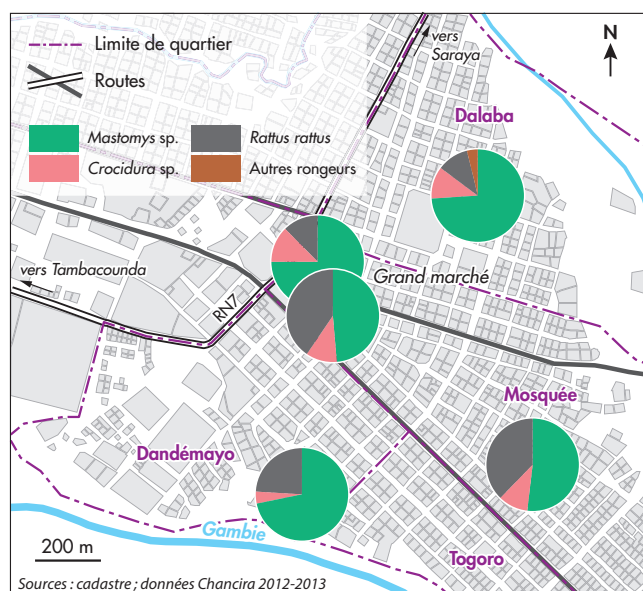 Limite de quartier
Routes
Mastomys sp.
Rattus rattus
Crocidura sp.
Autres rongeurs
vers
Saraya
N
Dalaba
vers Tambacounda
RN7
Grand marché
Mosquée
Dandémayo
Gambie
200 m
Togoro
Sources : cadastre ; données Chancira 2012-2013